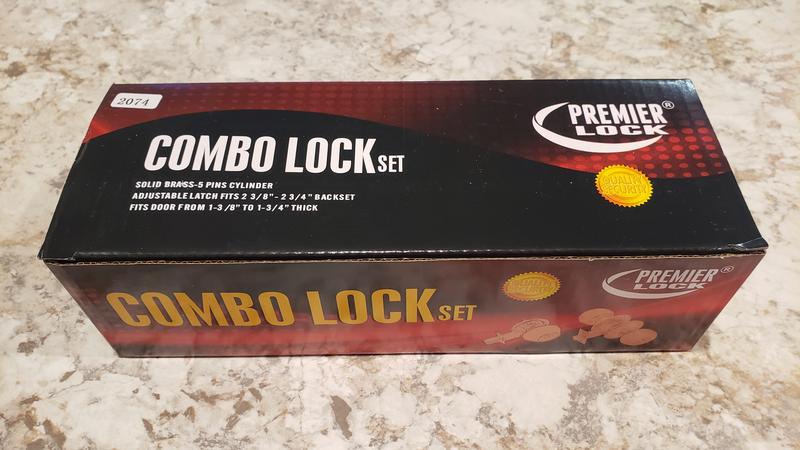 2074
PREMIER®
LOCK
COMBO LOCK SET
SOLID BRASS-5 PINS CYLINDER
ADJUSTABLE LATCH FITS 2 3/8"- 2 3/4" BACKSET
FITS DOOR FROM 1-3 /8" TO 1-3/4" THICK
QUALITY
SECURITY
COMBO LOCK SET
QUALITY
SECURITY
PREMIER®
LOCK